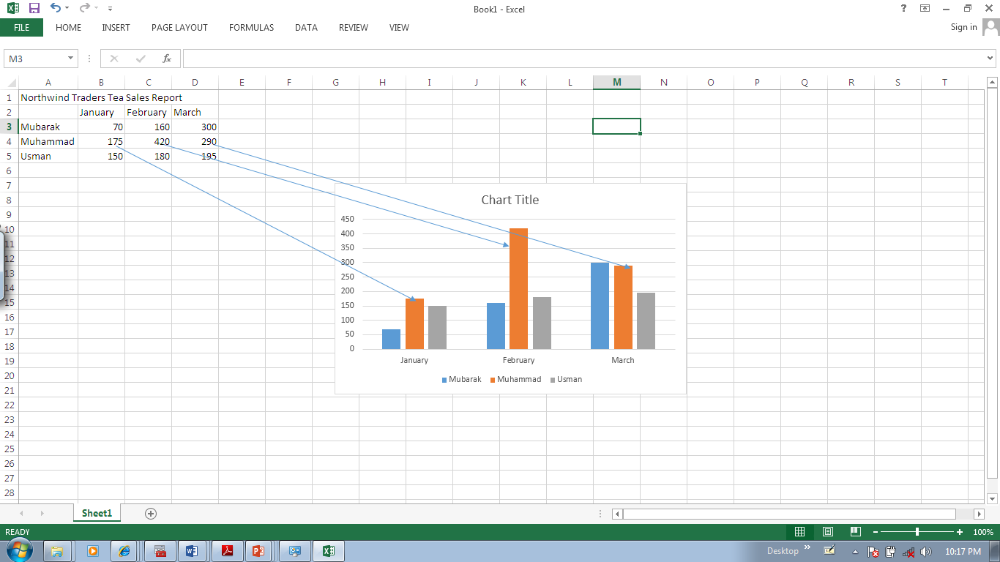 Book1 - Excel
FILE HOME INSERT PAGE LAYOUT FORMULAS DATA REVIEW VIEW
Sign in
M3
fx
A B C D E F G H I J K L M N O P Q R S T
1 Northwind Traders Tea Sales Report
2 January February March
3 Mubarak 70 160 300
4 Muhammad 175 420 290
5 Usman 150 180 195
6
7
8
9
10
11
12
13
14
15
16
17
18
19
20
21
22
23
24
25
26
27
28
Chart Title
450
400
350
300
250
200
150
100
50
0
January February March
Mubarak Muhammad Usman
Sheet1
READY
100%
Desktop
10:17 PM